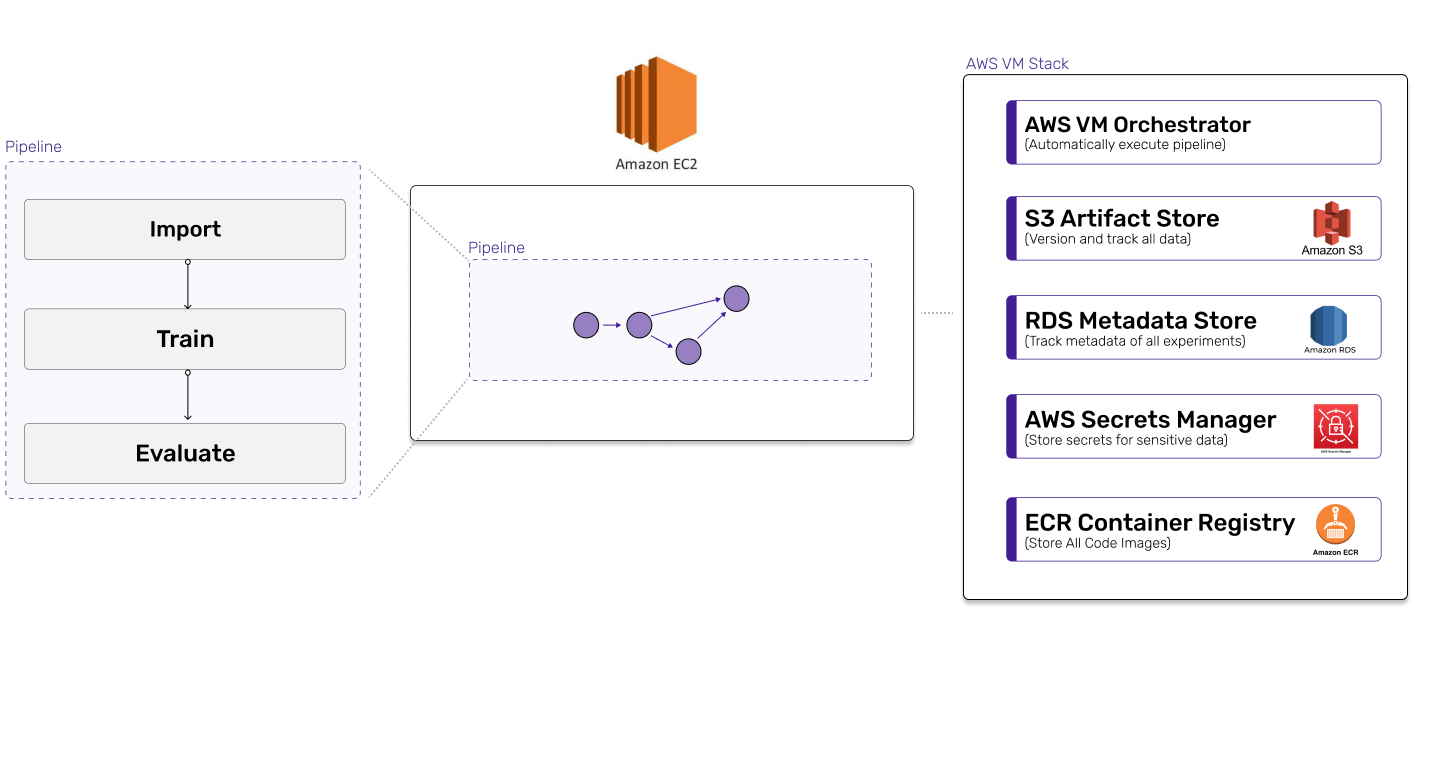 Pipeline
Import
Train
Evaluate
Amazon EC2
Pipeline
AWS VM Stack
AWS VM Orchestrator
(Automatically execute pipeline)
S3 Artifact Store
(Version and track all data)
Amazon S3
RDS Metadata Store
(Track metadata of all experiments)
Amazon RDS
AWS Secrets Manager
(Store secrets for sensitive data)
AWS Secrets Manager
ECR Container Registry
(Store All Code Images)
Amazon ECR